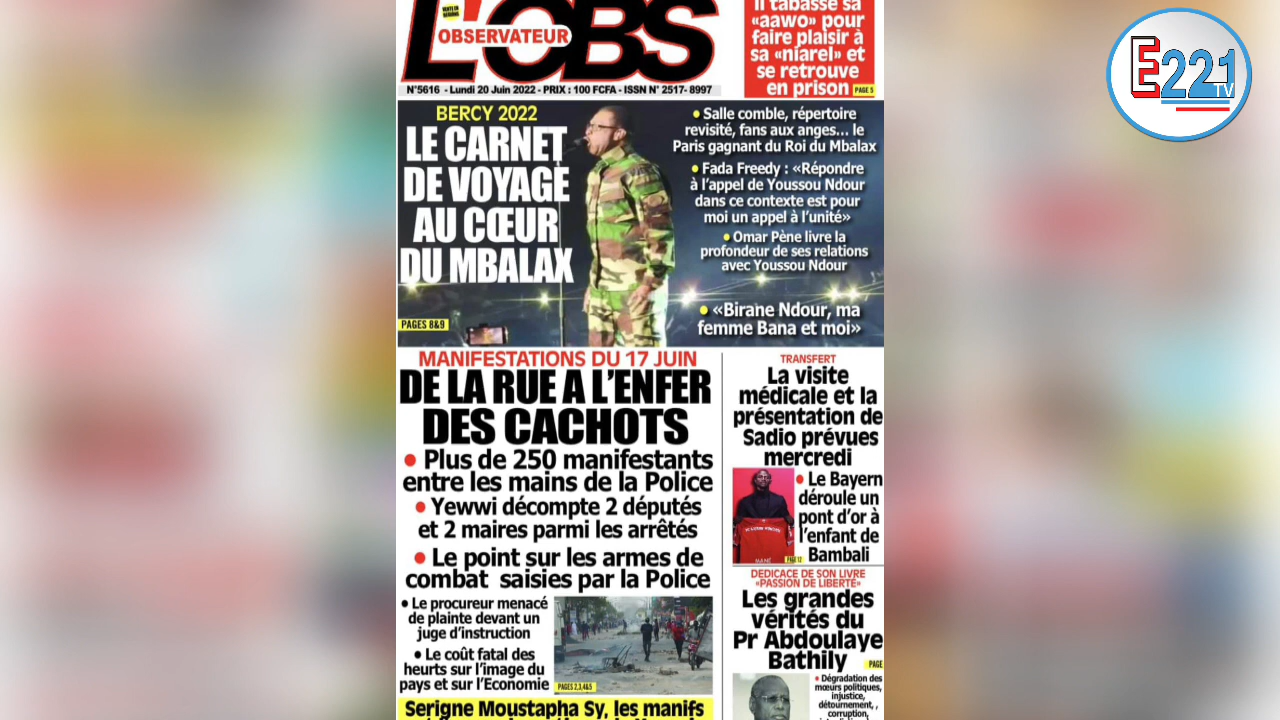 L'OBS
OBSERVATEUR
N°5616 - Lundi 20 Juin 2022 - PRIX : 100 FCFA - ISSN N° 2517- 8997
Il tabasse sa
«aawo» pour
faire plaisir à
sa «niarel» et
se retrouve
en prison PAGE 5
E221
TV
BERCY 2022
LE CARNET
DE VOYAGE
AU CŒUR
DU MBALAX
PAGES 8&9
• Salle comble, répertoire
revisité, fans aux anges... le
Paris gagnant du Roi du Mbalax
• Fada Freedy : «Répondre
à l'appel de Youssou Ndour
dans ce contexte est pour
moi un appel à l'unité»
• Omar Pène livre la
profondeur de ses relations
avec Youssou Ndour
• «Birane Ndour, ma
femme Bana et moi»
MANIFESTATIONS DU 17 JUIN
DE LA RUE A L'ENFER
DES CACHOTS
• Plus de 250 manifestants
entre les mains de la Police
• Yewwi décompte 2 députés
et 2 maires parmi les arrêtés
• Le point sur les armes de
combat saisies par la Police
• Le procureur menacé
de plainte devant un
juge d'instruction
• Le coût fatal des
heurts sur l'image du
pays et sur l'Economie
PAGES 2,3,4&5
Serigne Moustapha Sy, les manifs
TRANSFERT
La visite
médicale et la
présentation de
Sadio prévues
mercredi
• Le Bayern
déroule un
pont d'or à
l'enfant de
Bambali
MANÉ
PAGE 12
DEDICACE DE SON LIVRE
«PASSION DE LIBERTE»
Les grandes
vérités du
Pr Abdoulaye
Bathily PAGE
• Dégradation des
mœurs politiques,
injustice,
détournement, ,
corruption,